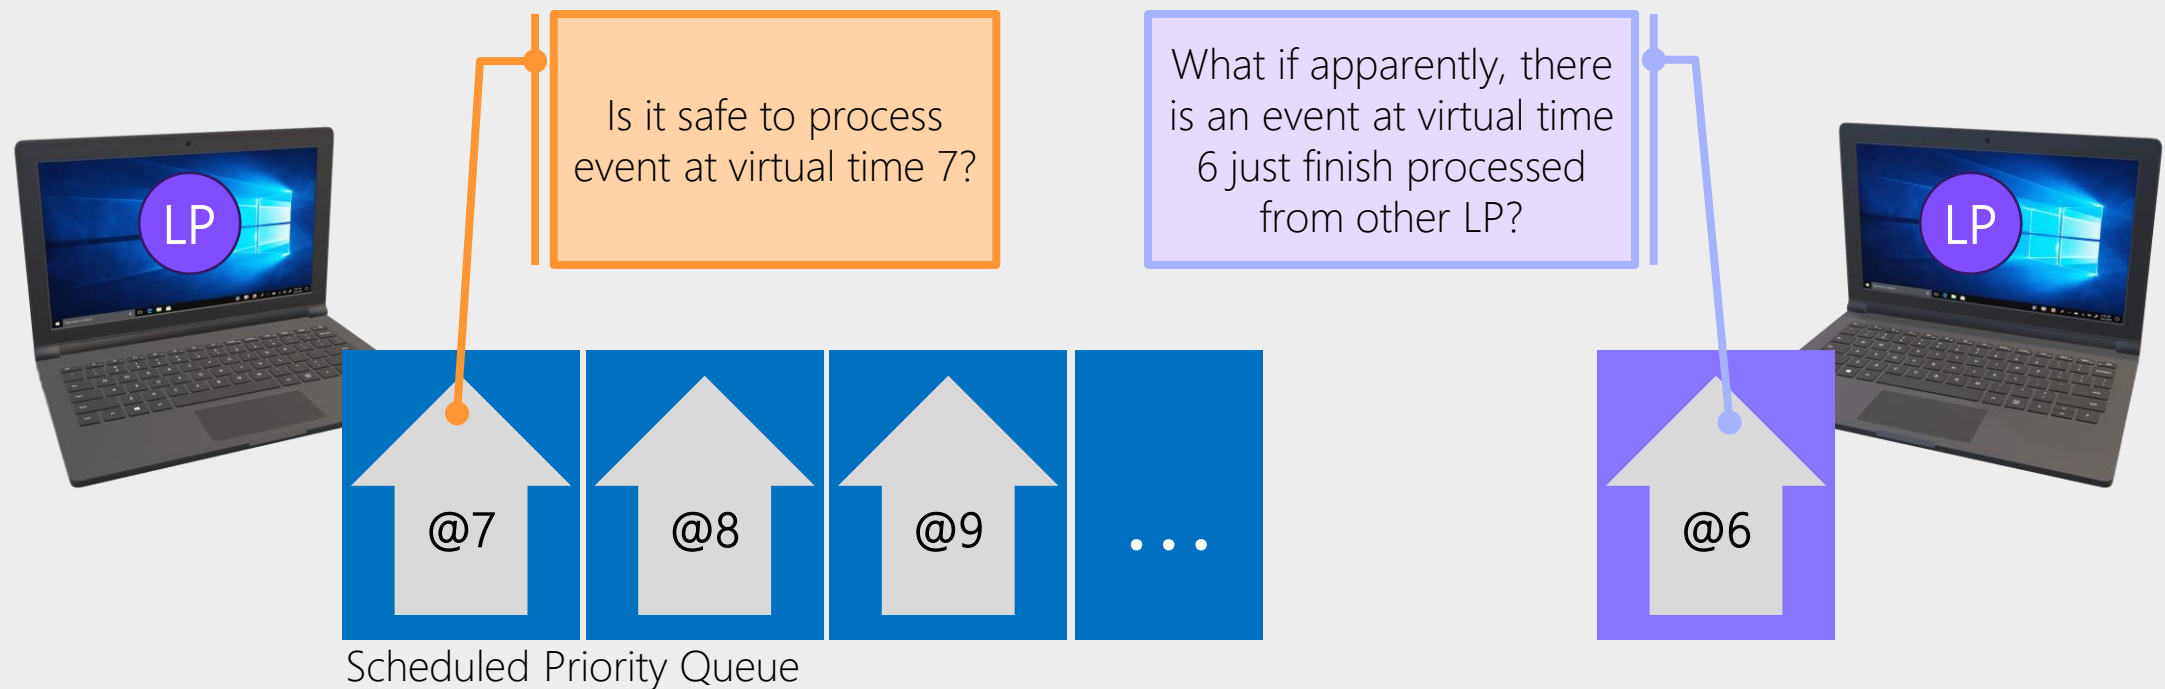 Is it safe to process
event at virtual time 7?
What if apparently, there
is an event at virtual time
6 just finish processed
from other LP?
LP
LP
@7
@8
@9
...
@6
Scheduled Priority Queue